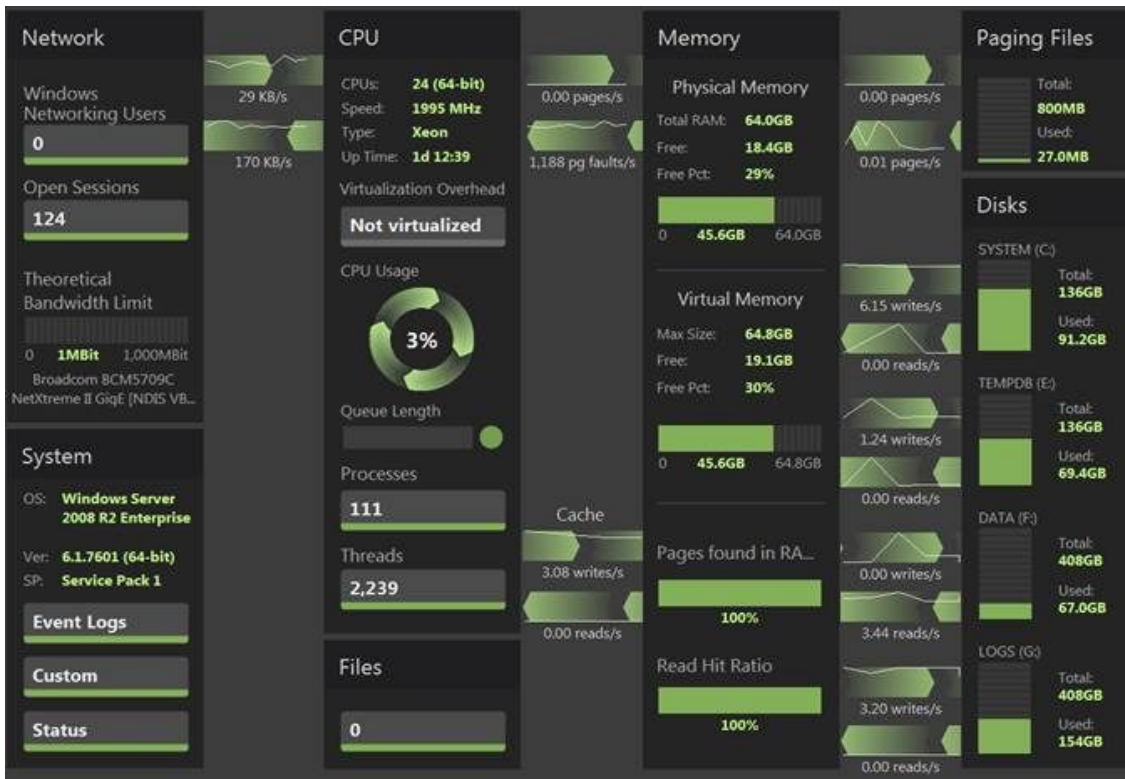 Network
Windows
Networking Users
0
Open Sessions
124
Theoretical
Bandwidth Limit
0 1MBit 1,000MBit
Broadcom BCM5709C
NetXtreme II GigE [NDIS VB...
System
OS: Windows Server
2008 R2 Enterprise
Ver: 6.1.7601 (64-bit)
SP: Service Pack 1
Event Logs
Custom
Status
29 KB/s
170 KB/s
CPU
CPUs: 24 (64-bit)
Speed: 1995 MHz
Type: Xeon
Up Time: 1d 12:39
Virtualization Overhead
Not virtualized
CPU Usage
3%
Queue Length
Processes
111
Threads
2,239
Files
0
0.00 pages/s
1,188 pg faults/s
Cache
3.08 writes/s
0.00 reads/s
Memory
Physical Memory
Total RAM: 64.0GB
Free: 18.4GB
Free Pct: 29%
0 45.6GB 64.0GB
Virtual Memory
Max Size: 64.8GB
Free: 19.1GB
Free Pct: 30%
0 45.6GB 64.8GB
Pages found in RA...
100%
Read Hit Ratio
100%
0.00 pages/s
0.01 pages/s
6.15 writes/s
0.00 reads/s
1.24 writes/s
0.00 reads/s
0.00 writes/s
3.44 reads/s
3.20 writes/s
0.00 reads/s
Paging Files
Total:
800MB
Used:
27.0MB
Disks
SYSTEM (C:)
Total:
136GB
Used:
91.2GB
TEMPDB (E:)
Total:
136GB
Used:
69.4GB
DATA (F:)
Total:
408GB
Used:
67.0GB
LOGS (G:)
Total:
408GB
Used:
154GB